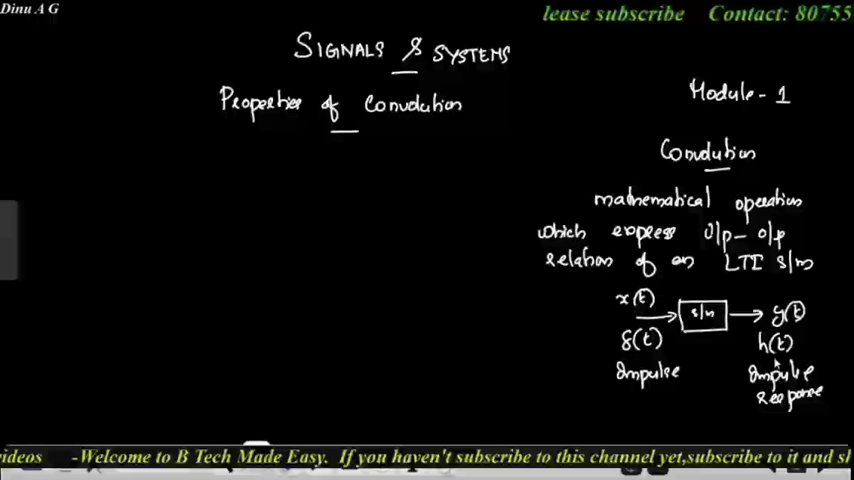 Dinu A G
lease subscribe Contact: 80755
SIGNALS & SYSTEMS
Properties of Convolution
Module - 1
Convolution
mathematical operation
which express I/p - o/p
relation of an LTI s/m
x(t) s/m y(t)
δ(t) h(t)
Impulse Impulse
response
ideos -Welcome to B Tech Made Easy. If you haven't subscribe to this channel yet,subscribe to it and sh